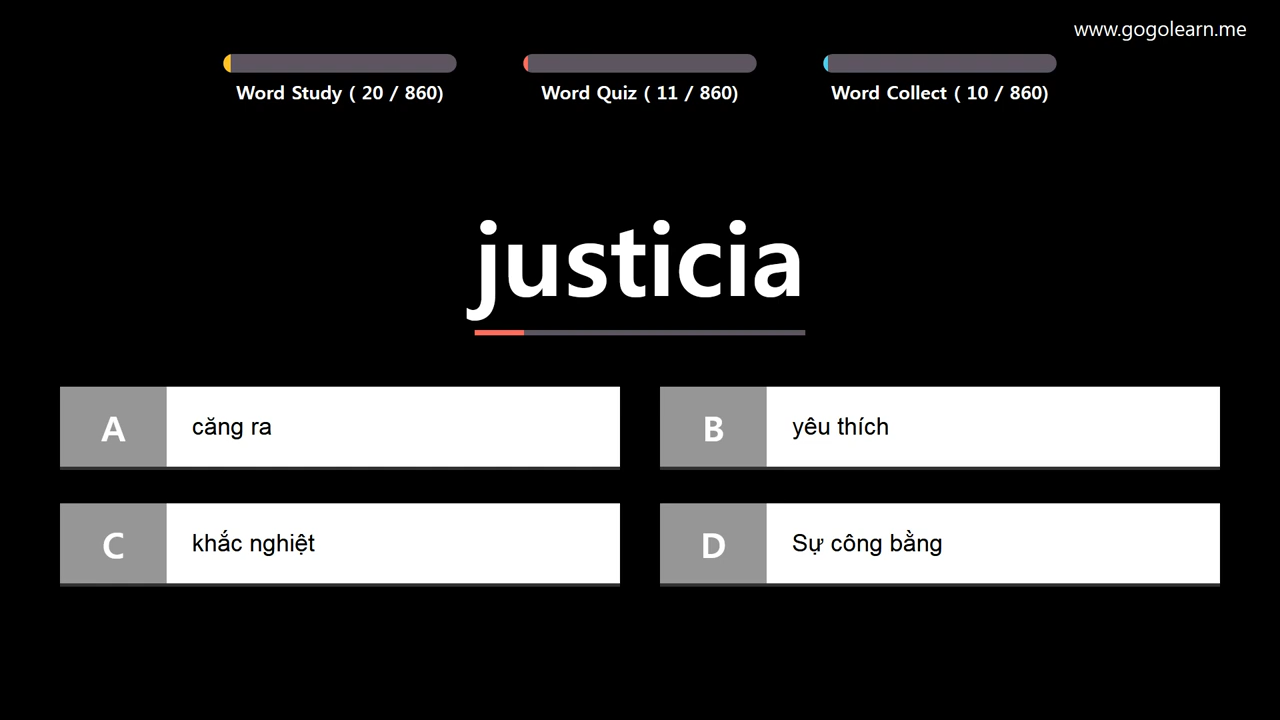 www.gogolearn.me
Word Study ( 20 / 860)
Word Quiz ( 11 / 860)
Word Collect ( 10 / 860)
justicia
A căng ra
B yêu thích
C khắc nghiệt
D Sự công bằng